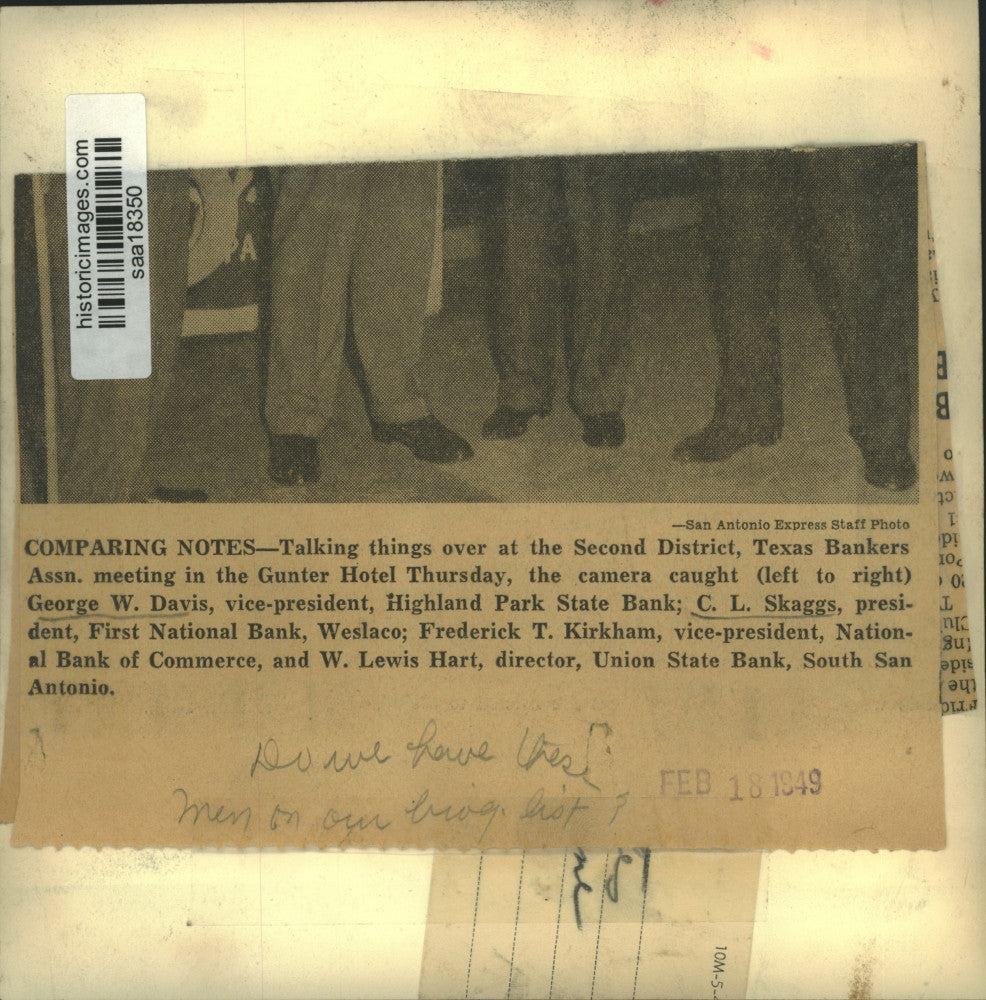 historicimages.com
saa18350
—San Antonio Express Staff Photo
COMPARING NOTES—Talking things over at the Second District, Texas Bankers
Assn. meeting in the Gunter Hotel Thursday, the camera caught (left to right)
George W. Davis, vice-president, Highland Park State Bank; C. L. Skaggs, presi-
dent, First National Bank, Weslaco; Frederick T. Kirkham, vice-president, Nation-
al Bank of Commerce, and W. Lewis Hart, director, Union State Bank, South San
Antonio.
Do we have these
men on our biog. list?
FEB 18 1949
10M-5-